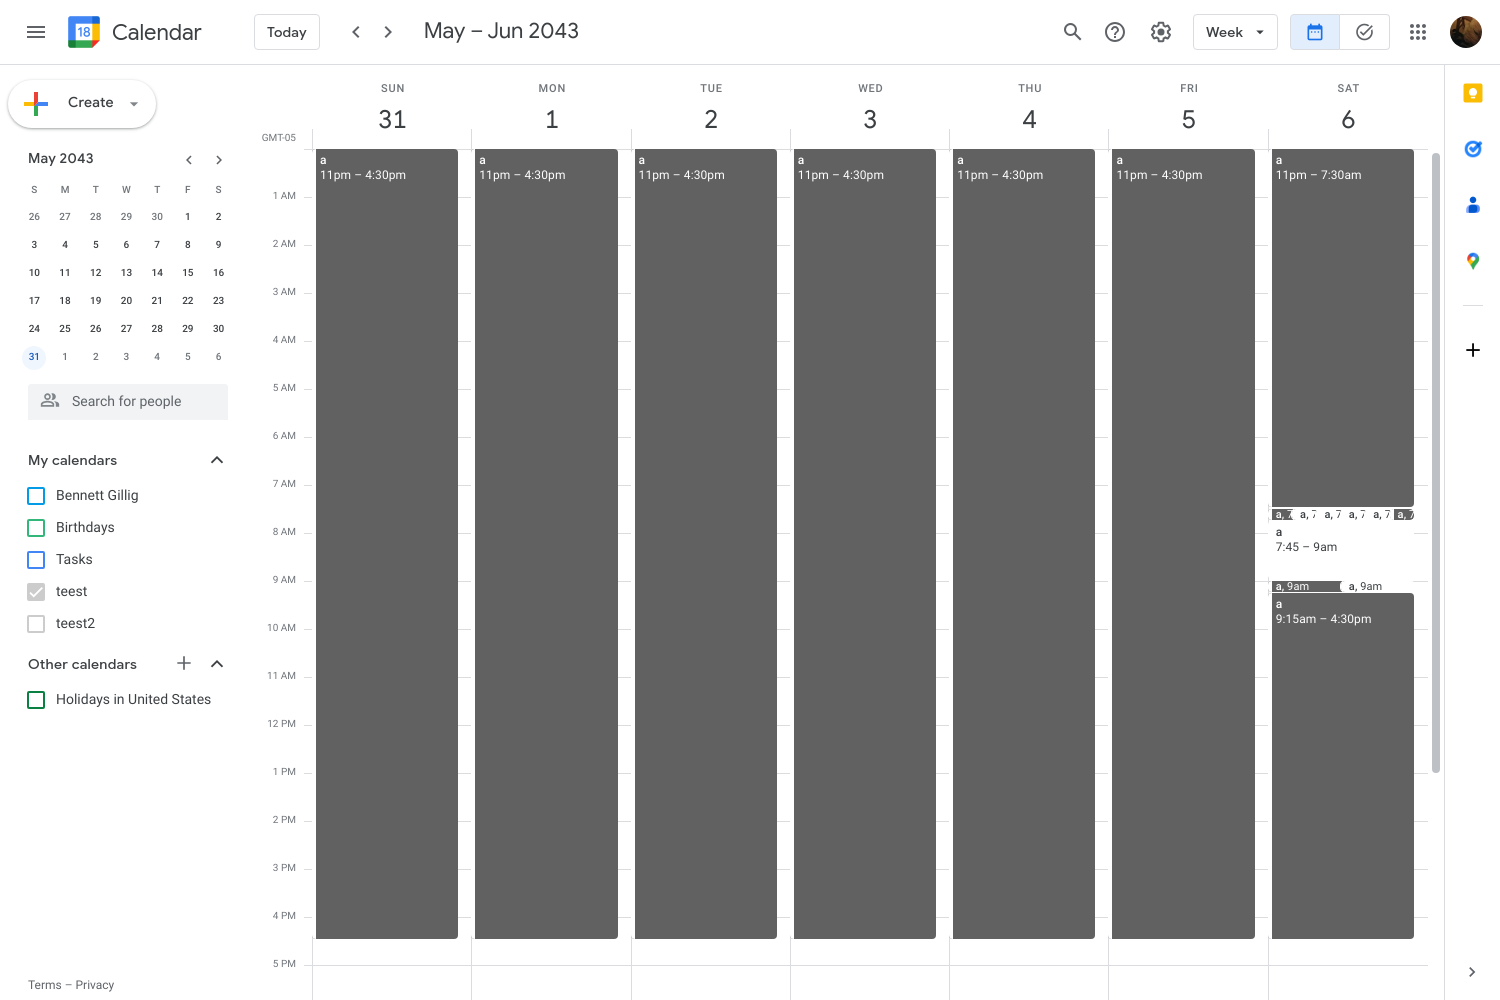 18 Calendar Today May – Jun 2043 Week
Create
SUN MON TUE WED THU FRI SAT
31 1 2 3 4 5 6
GMT-05
May 2043
S M T W T F S
26 27 28 29 30 1 2
3 4 5 6 7 8 9
10 11 12 13 14 15 16
17 18 19 20 21 22 23
24 25 26 27 28 29 30
31 1 2 3 4 5 6
Search for people
My calendars
Bennett Gillig
Birthdays
Tasks
teest
teest2
Other calendars
Holidays in United States
Terms – Privacy
1 AM
2 AM
3 AM
4 AM
5 AM
6 AM
7 AM
8 AM
9 AM
10 AM
11 AM
12 PM
1 PM
2 PM
3 PM
4 PM
5 PM
a
11pm – 4:30pm
a
11pm – 4:30pm
a
11pm – 4:30pm
a
11pm – 4:30pm
a
11pm – 4:30pm
a
11pm – 4:30pm
a
11pm – 7:30am
a, 7 a, 7 a, 7 a, 7 a, 7 a, 7
a
7:45 – 9am
a, 9am a, 9am
a
9:15am – 4:30pm